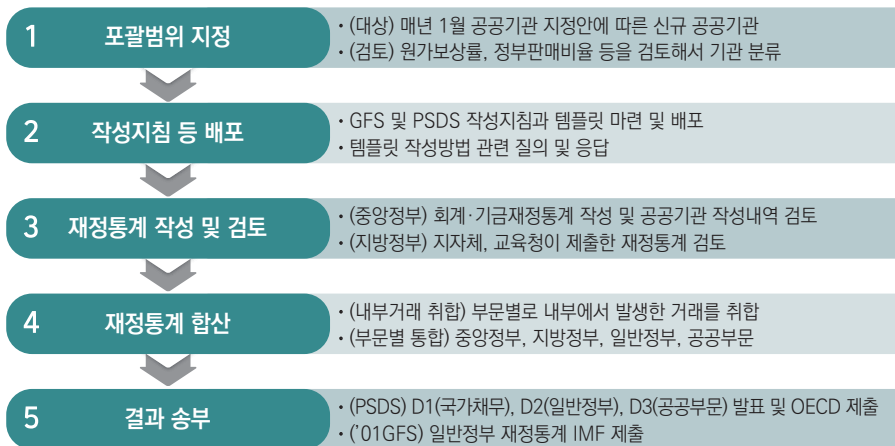 1 포괄범위 지정
• (대상) 매년 1월 공공기관 지정안에 따른 신규 공공기관
• (검토) 원가보상률, 정부판매비율 등을 검토해서 기관 분류
2 작성지침 등 배포
• GFS 및 PSDS 작성지침과 템플릿 마련 및 배포
• 템플릿 작성방법 관련 질의 및 응답
3 재정통계 작성 및 검토
• (중앙정부) 회계·기금재정통계 작성 및 공공기관 작성내역 검토
• (지방정부) 지자체, 교육청이 제출한 재정통계 검토
4 재정통계 합산
• (내부거래 취합) 부문별로 내부에서 발생한 거래를 취합
• (부문별 통합) 중앙정부, 지방정부, 일반정부, 공공부문
5 결과 송부
• (PSDS) D1(국가채무), D2(일반정부), D3(공공부문) 발표 및 OECD 제출
• (’01GFS) 일반정부 재정통계 IMF 제출